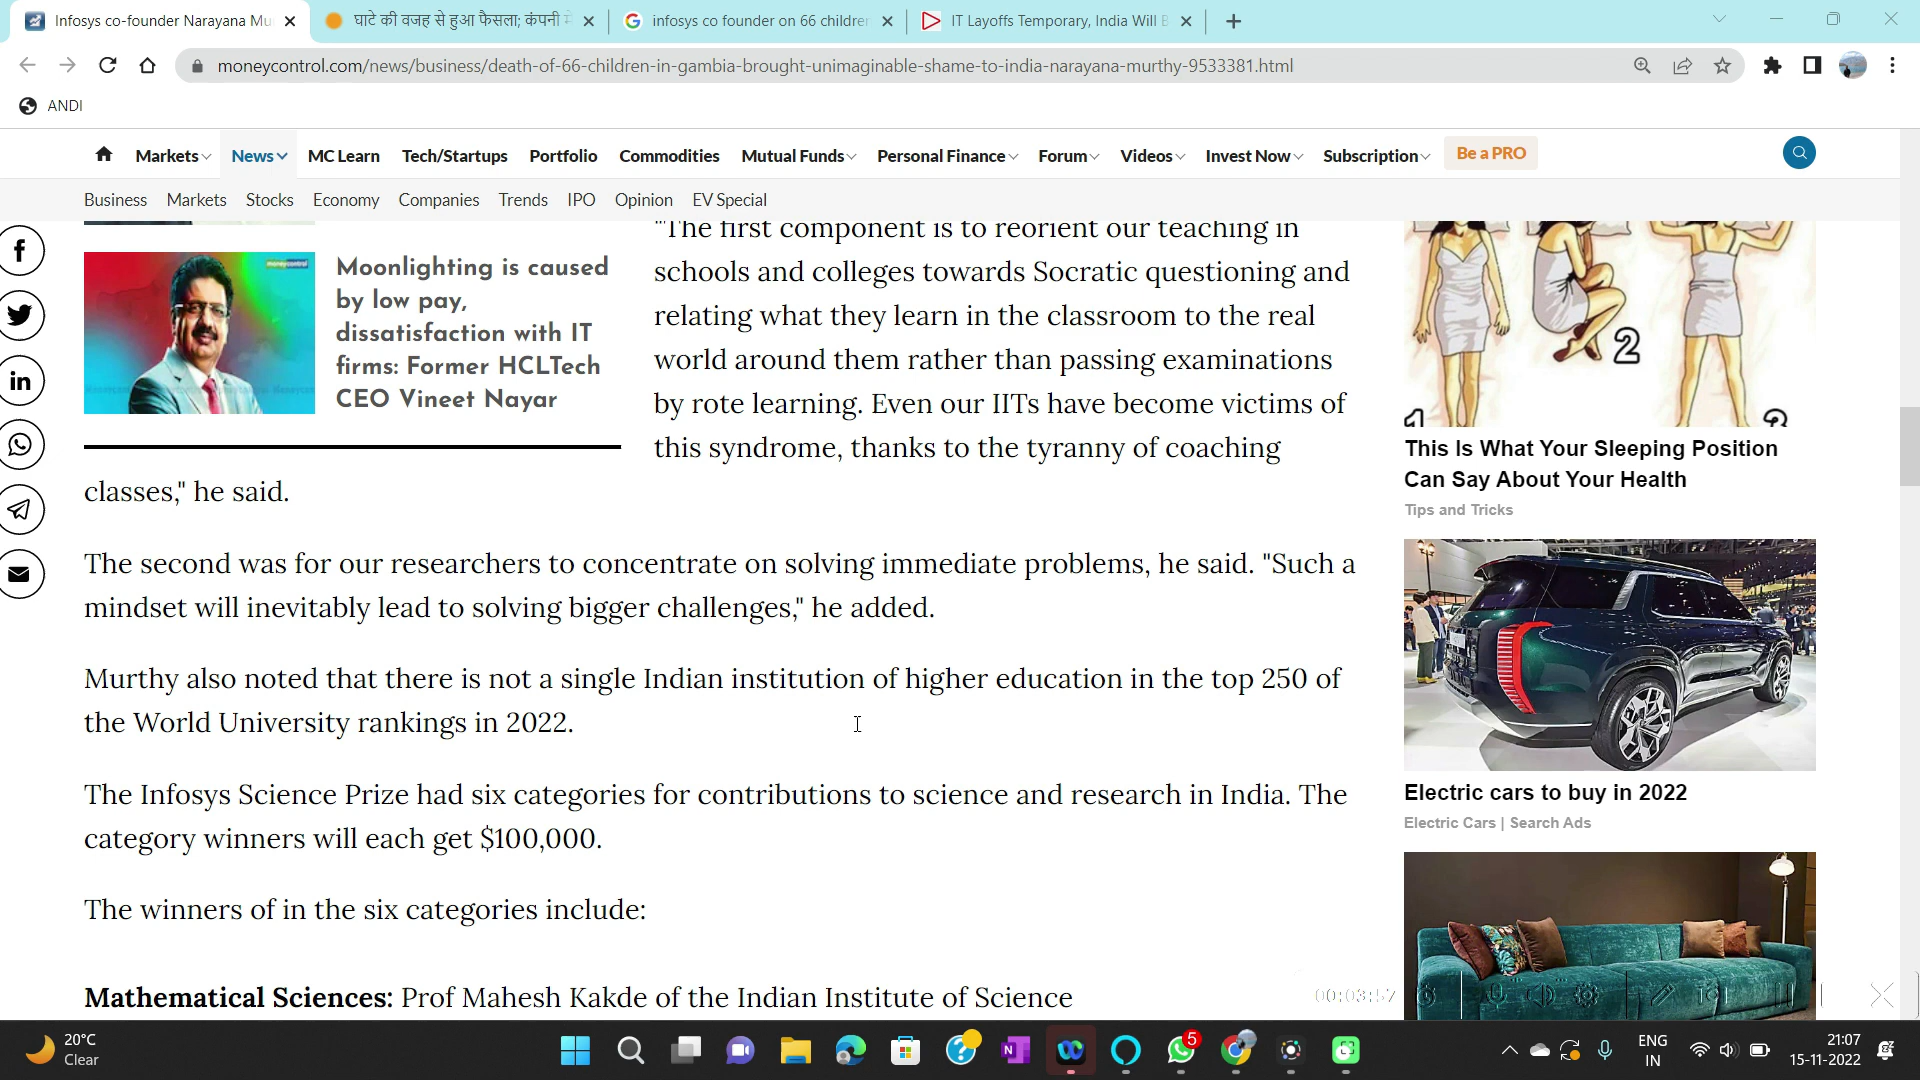 Infosys co-founder Narayana Mu
घाटे की वजह से हुआ फैसला; कंपनी ने
infosys co founder on 66 children
IT Layoffs Temporary, India Will B
moneycontrol.com/news/business/death-of-66-children-in-gambia-brought-unimaginable-shame-to-india-narayana-murthy-9533381.html
ANDI
Markets News MC Learn Tech/Startups Portfolio Commodities Mutual Funds Personal Finance Forum Videos Invest Now Subscription Be a PRO
Business Markets Stocks Economy Companies Trends IPO Opinion EV Special
"The first component is to reorient our teaching in
schools and colleges towards Socratic questioning and
relating what they learn in the classroom to the real
world around them rather than passing examinations
by rote learning. Even our IITs have become victims of
this syndrome, thanks to the tyranny of coaching
classes," he said.
moneycontrol
Moonlighting is caused
by low pay,
dissatisfaction with IT
firms: Former HCLTech
CEO Vineet Nayar
The second was for our researchers to concentrate on solving immediate problems, he said. "Such a
mindset will inevitably lead to solving bigger challenges," he added.
Murthy also noted that there is not a single Indian institution of higher education in the top 250 of
the World University rankings in 2022.
The Infosys Science Prize had six categories for contributions to science and research in India. The
category winners will each get $100,000.
The winners of in the six categories include:
Mathematical Sciences: Prof Mahesh Kakde of the Indian Institute of Science
1 2 3
This Is What Your Sleeping Position
Can Say About Your Health
Tips and Tricks
Electric cars to buy in 2022
Electric Cars | Search Ads
00:03:57
20°C
Clear
5
ENG
IN
21:07
15-11-2022